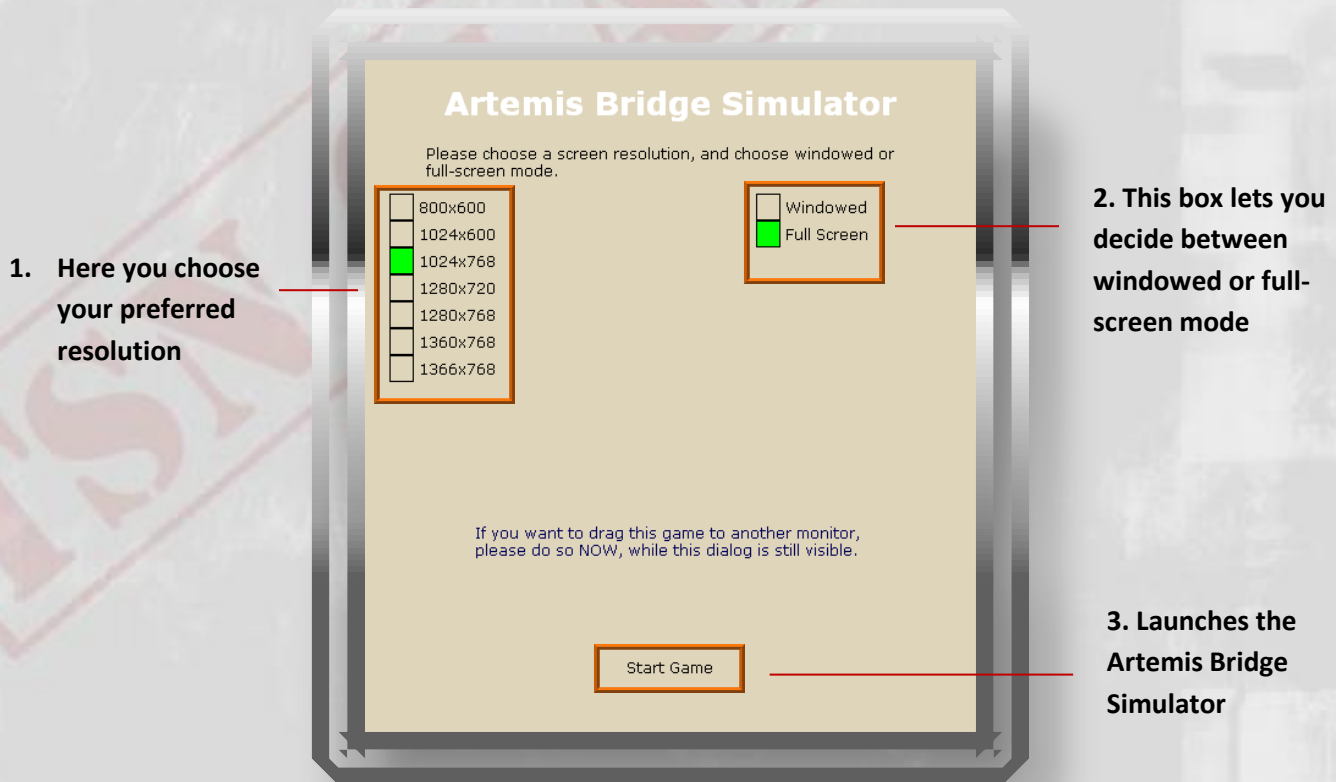 Artemis Bridge Simulator
Please choose a screen resolution, and choose windowed or
full-screen mode.
800x600
1024x600
1024x768
1280x720
1280x768
1360x768
1366x768
Windowed
Full Screen
1. Here you choose
your preferred
resolution
2. This box lets you
decide between
windowed or full-
screen mode
If you want to drag this game to another monitor,
please do so NOW, while this dialog is still visible.
Start Game
3. Launches the
Artemis Bridge
Simulator
TSN